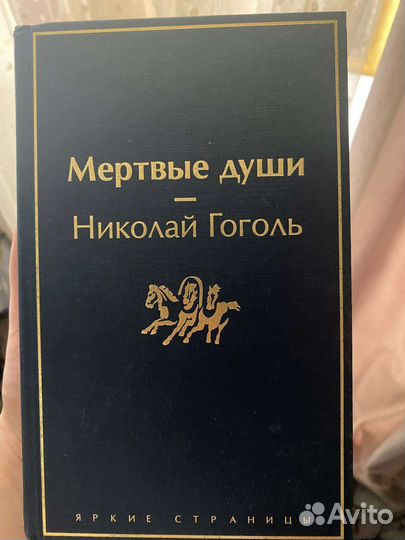 Мертвые души
Николай Гоголь
ЯРКИЕ СТРАНИЦЫ
Avito